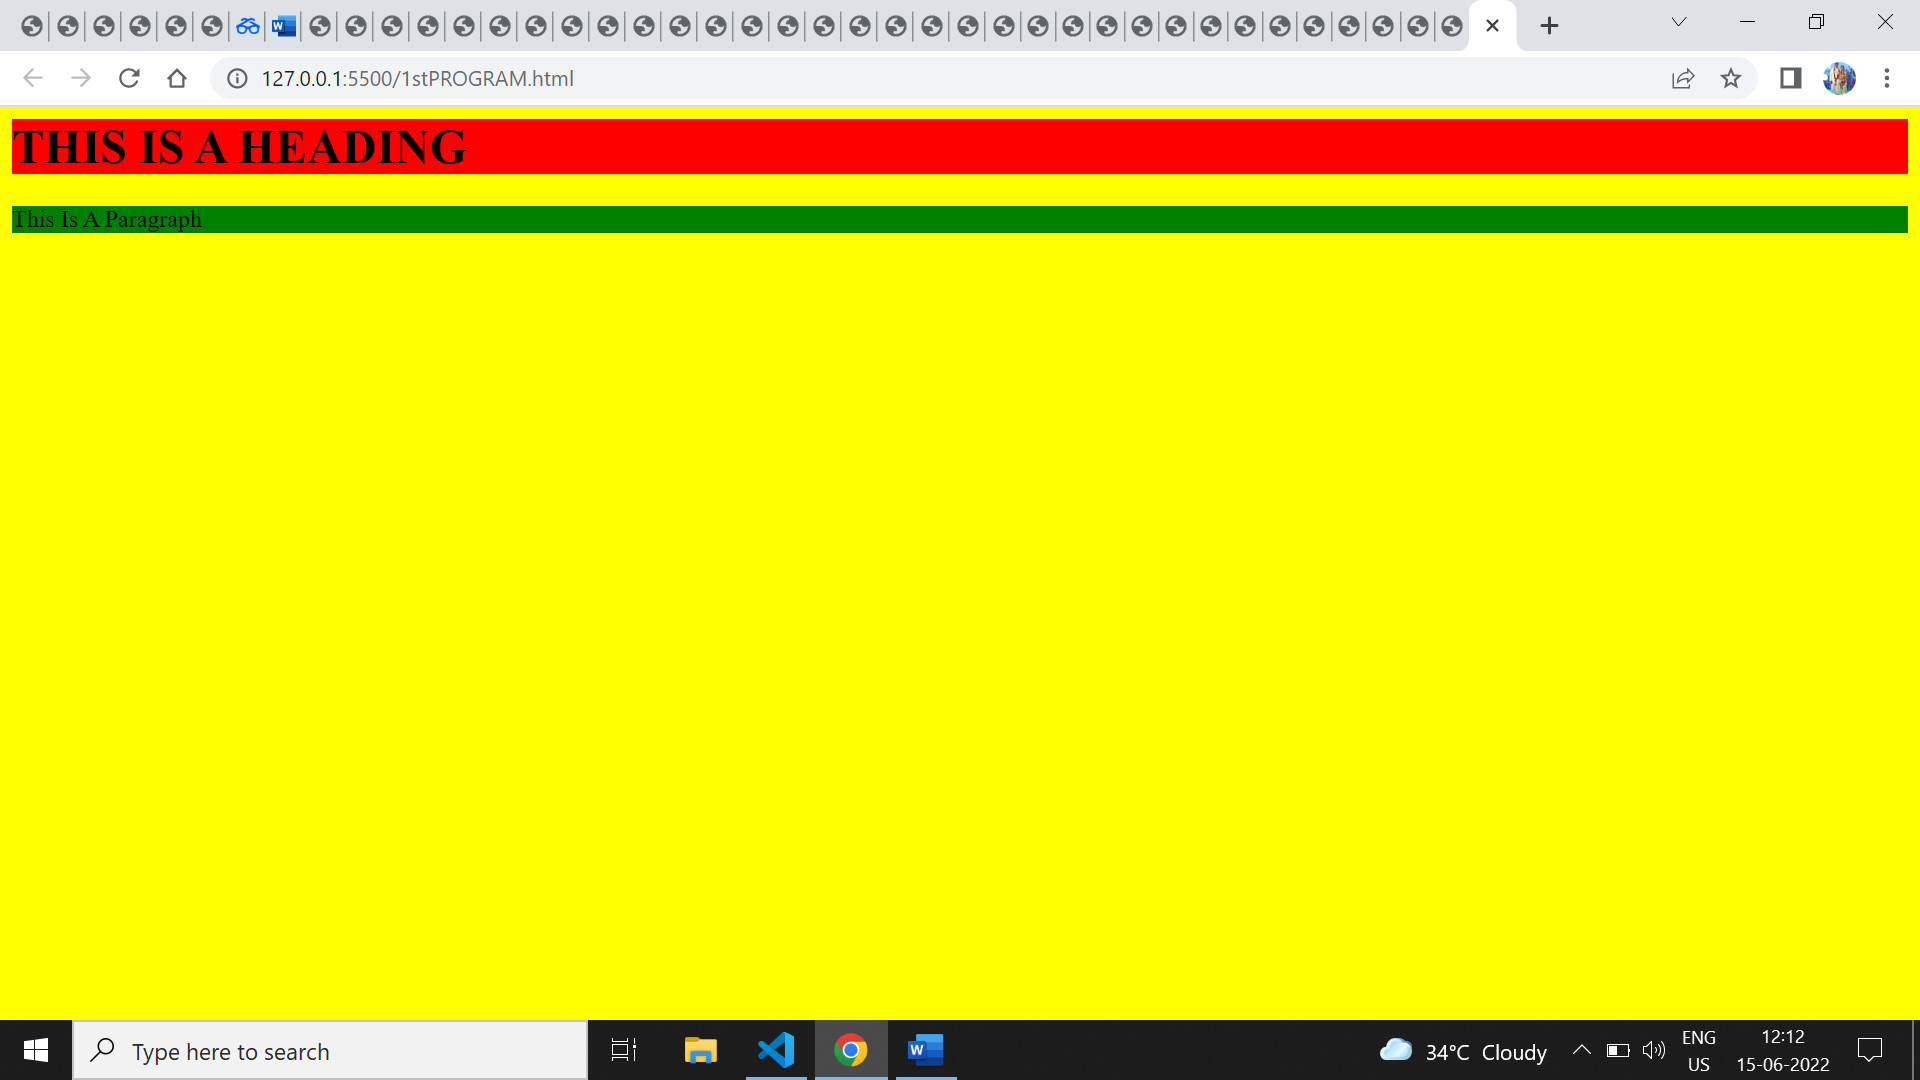 127.0.0.1:5500/1stPROGRAM.html
THIS IS A HEADING
This Is A Paragraph
Type here to search
34°C Cloudy
ENG
US
12:12
15-06-2022